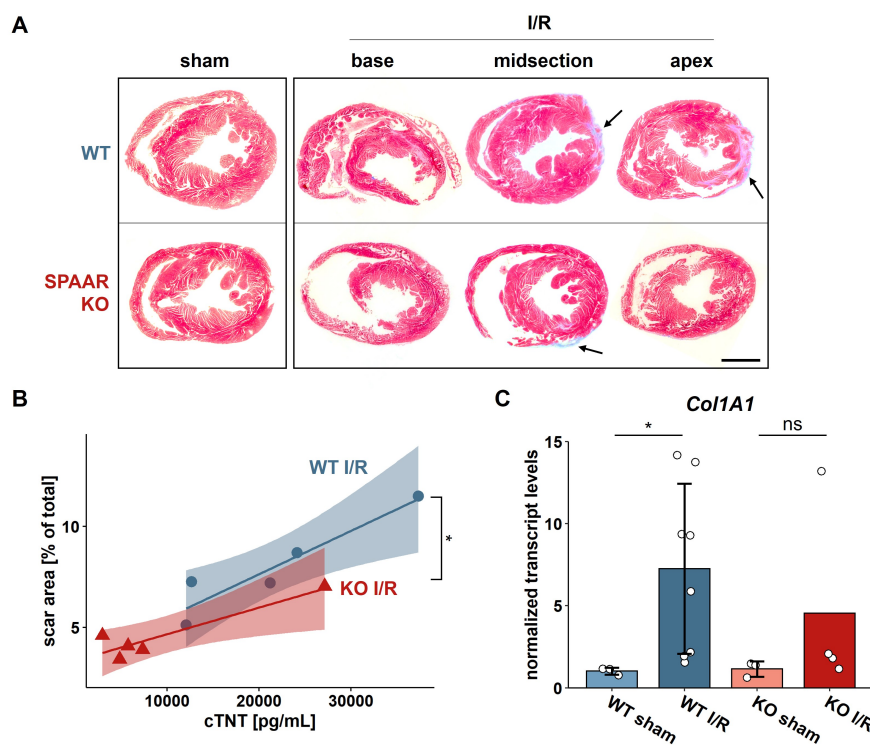 A
I/R
sham
base
midsection
apex
WT
SPAAR
KO
B
scar area [% of total]
10
5
WT I/R
KO I/R
*
10000
20000
30000
cTNT [pg/mL]
C
Col1A1
*
ns
normalized transcript levels
15
10
5
0
WT sham
WT I/R
KO sham
KO I/R